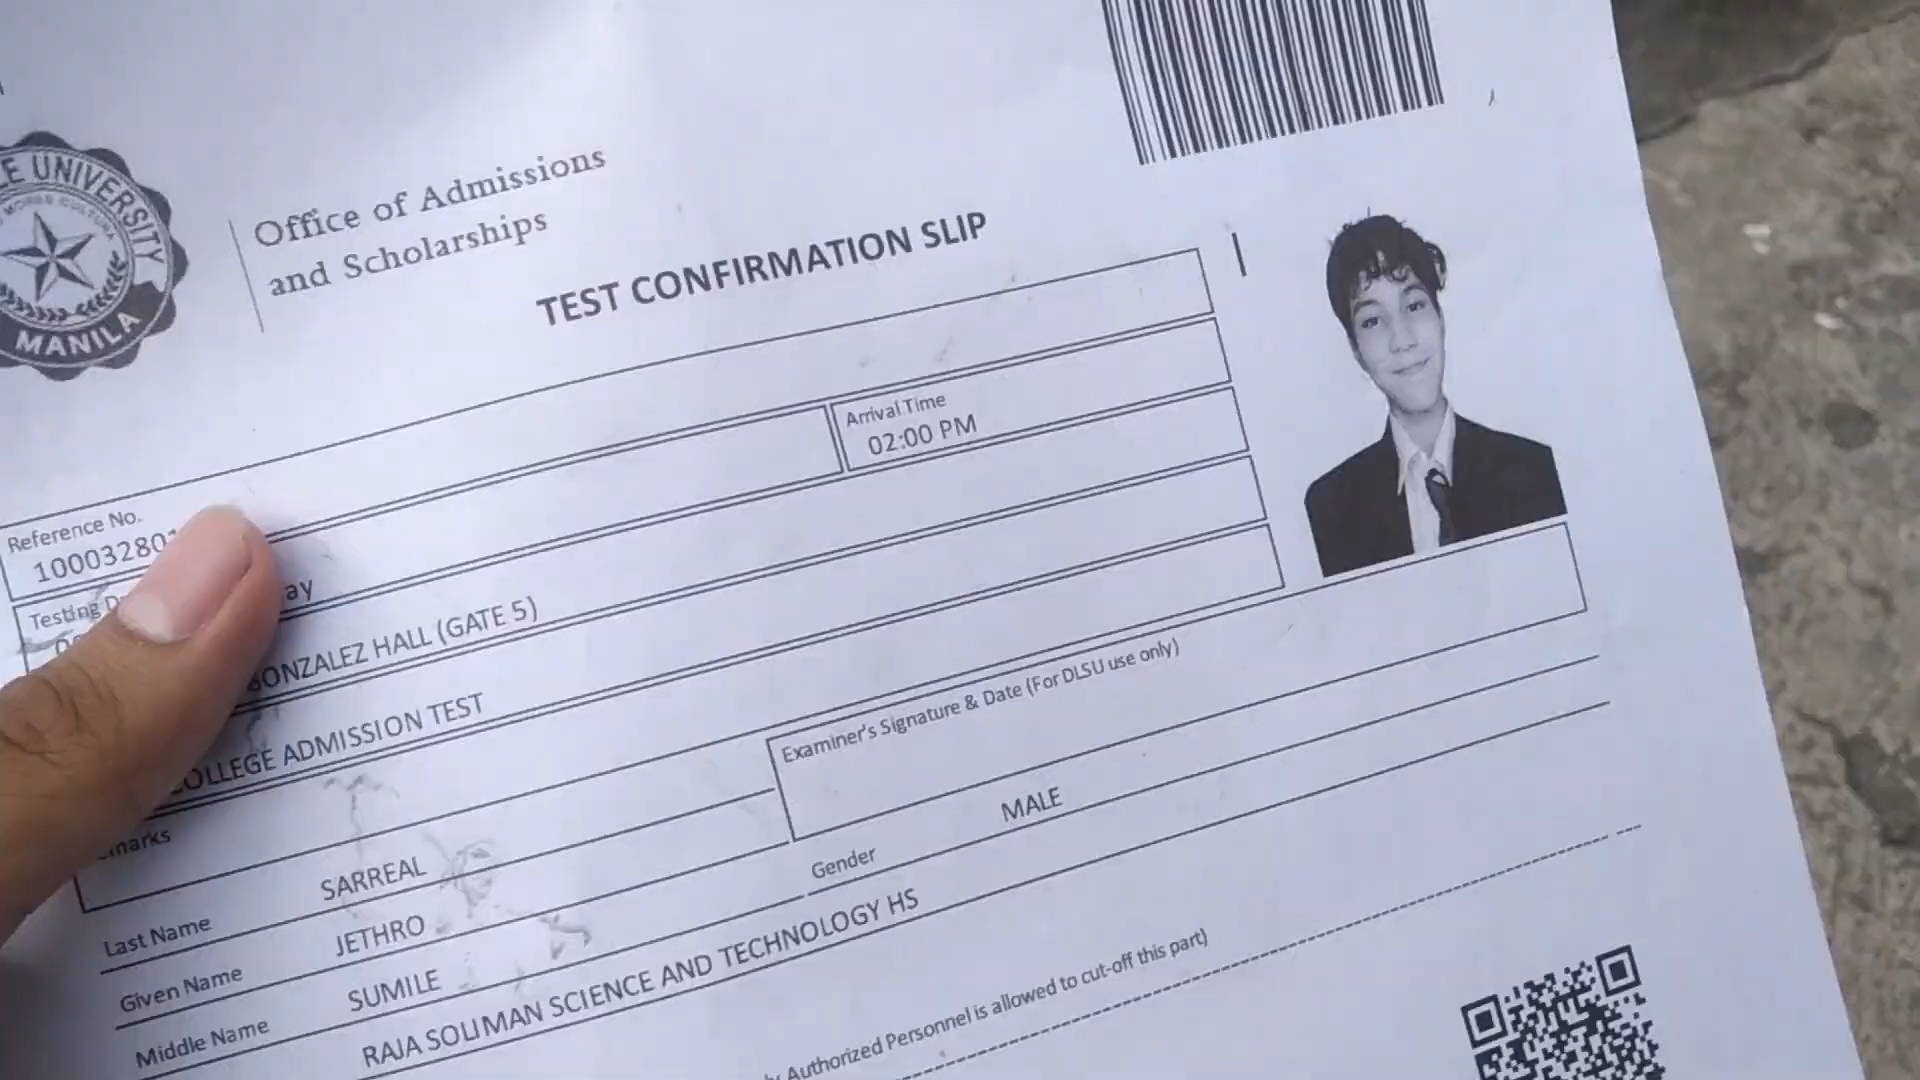 LE UNIVERSITY
MANILA
Office of Admissions
and Scholarships
TEST CONFIRMATION SLIP
Reference No.
100032801
Testing
Arrival Time
02:00 PM
GONZALEZ HALL (GATE 5)
COLLEGE ADMISSION TEST
marks
Examiner's Signature & Date (For DLSU use only)
Last Name SARREAL
Given Name JETHRO
Gender MALE
Middle Name SUMILE
RAJA SOLIMAN SCIENCE AND TECHNOLOGY HS
Authorized Personnel is allowed to cut-off this part)